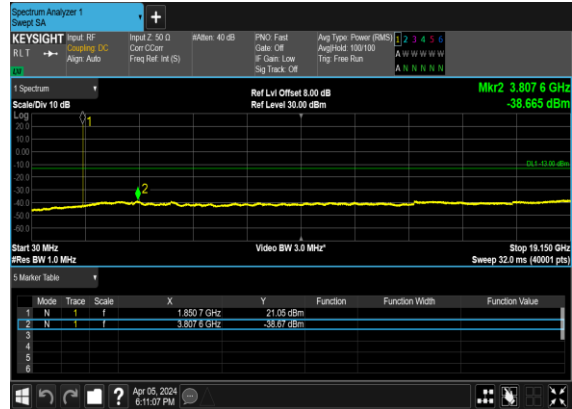 Spectrum Analyzer 1
Swept SA
+
KEYSIGHT Input: RF Input Z: 50 Ω #Atten: 40 dB PNO: Fast Avg Type: Power (RMS) 1 2 3 4 5 6
RLT Coupling: DC Corr CCorr Gate: Off Avg|Hold: 100/100 A W W W W W
Align: Auto Freq Ref: Int (S) IF Gain: Low Trig: Free Run
LW Sig Track: Off A N N N N N
1 Spectrum Ref Lvl Offset 8.00 dB Mkr2 3.807 6 GHz
Scale/Div 10 dB Ref Level 30.00 dBm -38.665 dBm
Log
1
20.0
10.0
0.00
-10.0
DL1 -13.00 dBm
-20.0
-30.0
2
-40.0
-50.0
-60.0
Start 30 MHz Video BW 3.0 MHz* Stop 19.150 GHz
#Res BW 1.0 MHz Sweep 32.0 ms (40001 pts)
5 Marker Table
Mode Trace Scale X Y Function Function Width Function Value
1 N 1 f 1.850 7 GHz 21.05 dBm
2 N 1 f 3.807 6 GHz -38.67 dBm
3
4
5
6
? Apr 05, 2024
6:11:07 PM